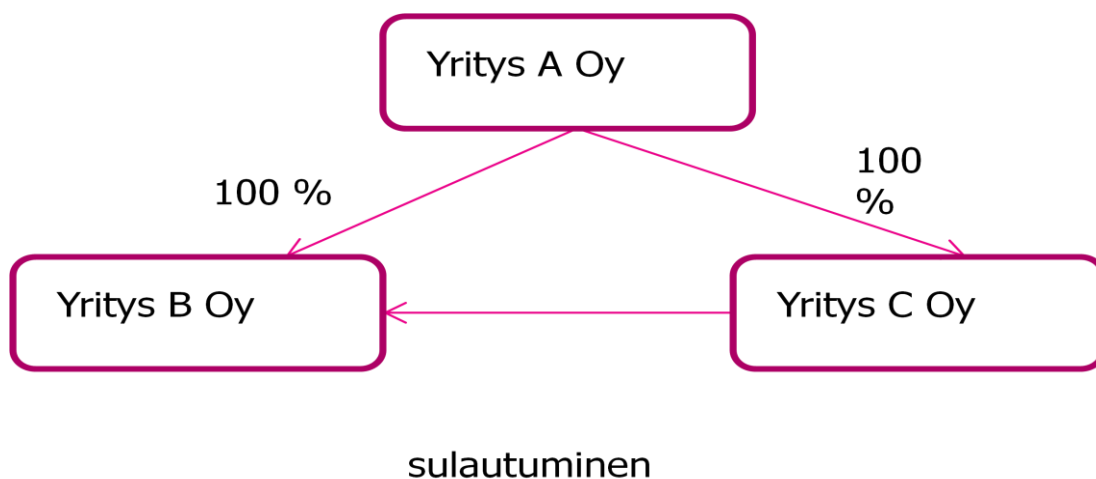 Yritys A Oy
100 %
100
%
Yritys B Oy
Yritys C Oy
sulautuminen